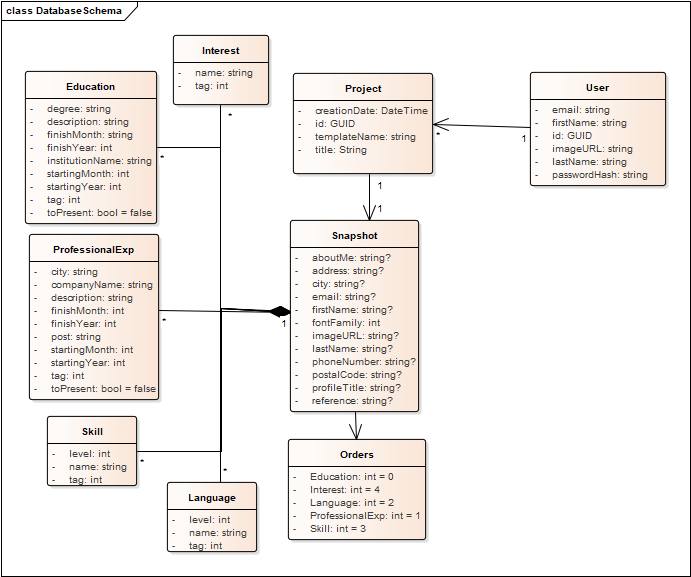 class DatabaseSchema
Interest
- name: string
- tag: int
Education
- degree: string
- description: string
- finishMonth: string
- finishYear: int
- institutionName: string
- startingMonth: int
- startingYear: int
- tag: int
- toPresent: bool = false
Project
- creationDate: DateTime
- id: GUID
- templateName: string
- title: String
User
- email: string
- firstName: string
- id: GUID
- imageURL: string
- lastName: string
- passwordHash: string
*
*
*
1
1
1
ProfessionalExp
- city: string
- companyName: string
- description: string
- finishMonth: int
- finishYear: int
- post: string
- startingMonth: int
- startingYear: int
- tag: int
- toPresent: bool = false
*
1
Snapshot
- aboutMe: string?
- address: string?
- city: string?
- email: string?
- firstName: string?
- fontFamily: int
- imageURL: string?
- lastName: string?
- phoneNumber: string?
- postalCode: string?
- profileTitle: string?
- reference: string?
Skill
- level: int
- name: string
- tag: int
*
*
Language
- level: int
- name: string
- tag: int
Orders
- Education: int = 0
- Interest: int = 4
- Language: int = 2
- ProfessionalExp: int = 1
- Skill: int = 3